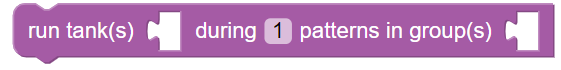 run tank(s) during 1 patterns in group(s)